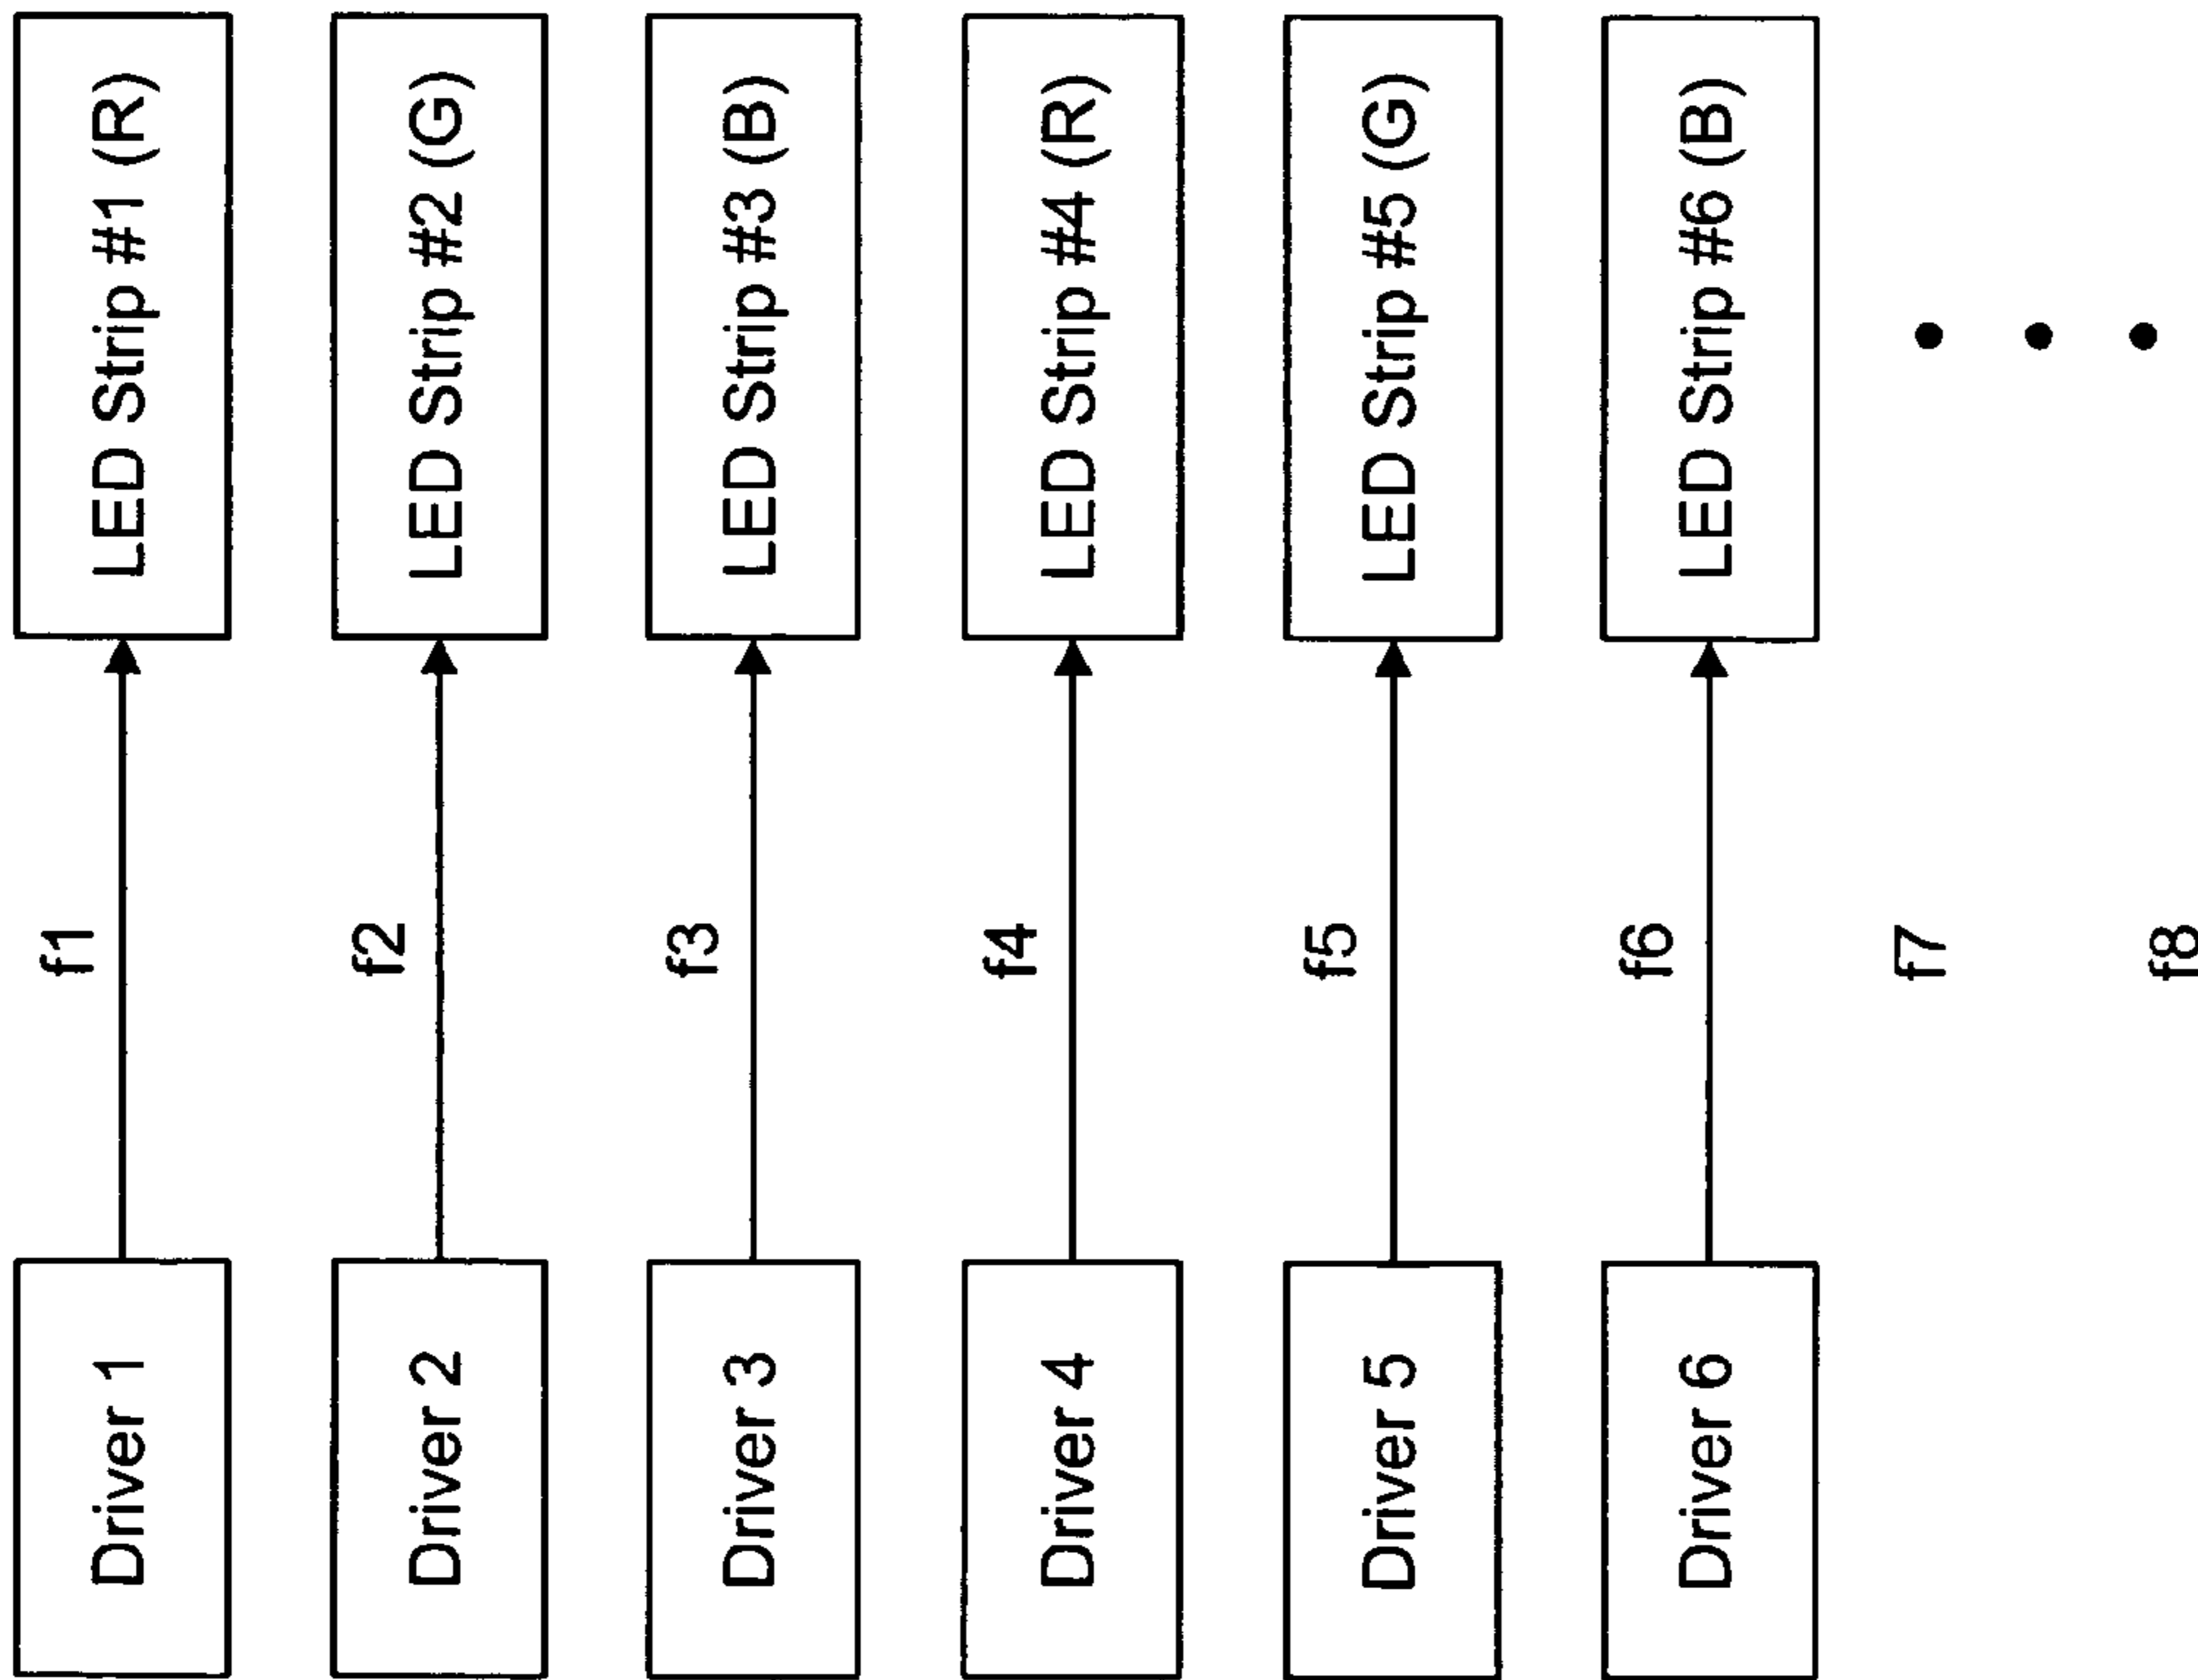 Driver 1
f1
LED Strip #1 (R)
Driver 2
f2
LED Strip #2 (G)
Driver 3
f3
LED Strip #3 (B)
Driver 4
f4
LED Strip #4 (R)
Driver 5
f5
LED Strip #5 (G)
Driver 6
f6
LED Strip #6 (B)
f7
f8